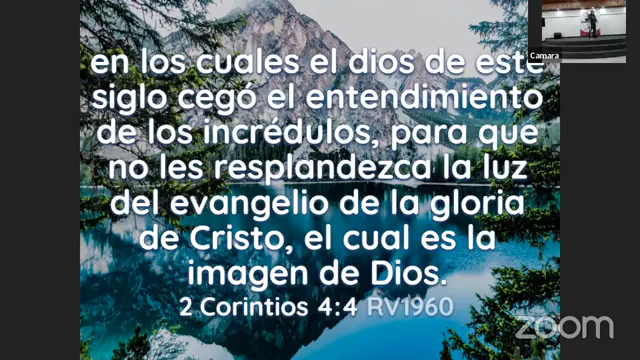 en los cuales el dios de este
siglo cegó el entendimiento
de los incrédulos, para que
no les resplandezca la luz
del evangelio de la gloria
de Cristo, el cual es la
imagen de Dios.
2 Corintios 4:4 RV1960
Camara
zoom